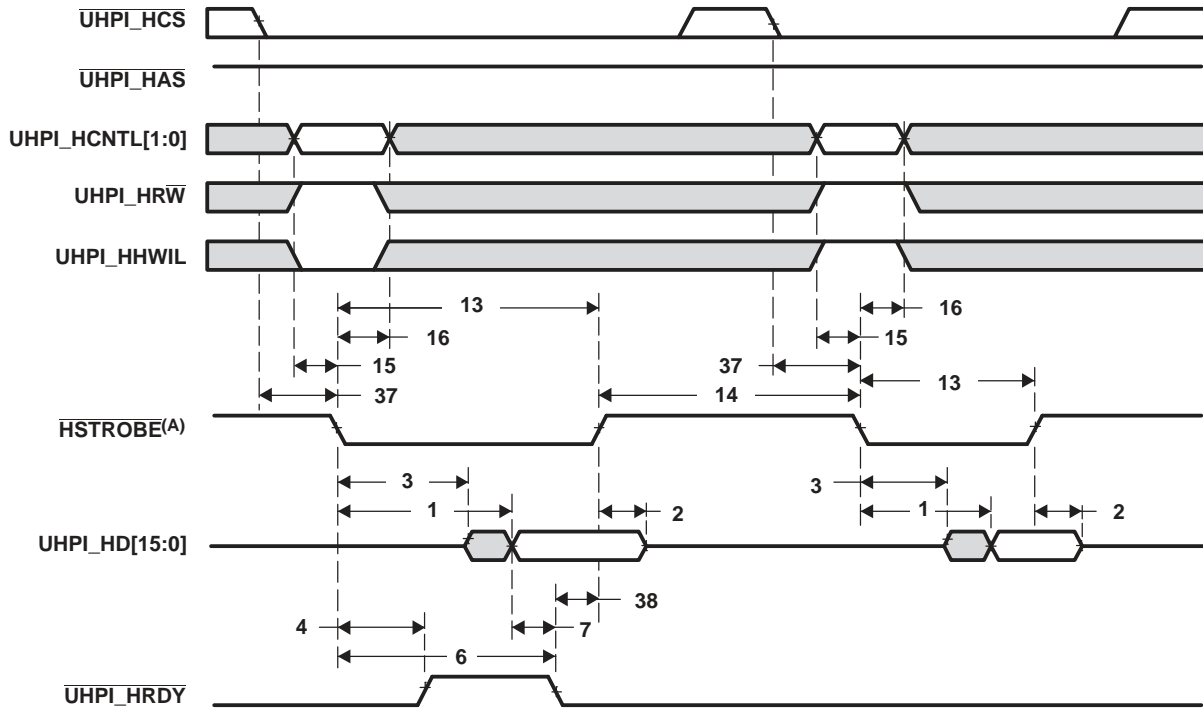 UHPI_HCS
UHPI_HAS
UHPI_HCNTL[1:0]
UHPI_HRW
UHPI_HHWIL
13
16
16
15
15
37
37
13
14
HSTROBE(A)
3
3
1
1
2
2
UHPI_HD[15:0]
38
4
7
6
UHPI_HRDY